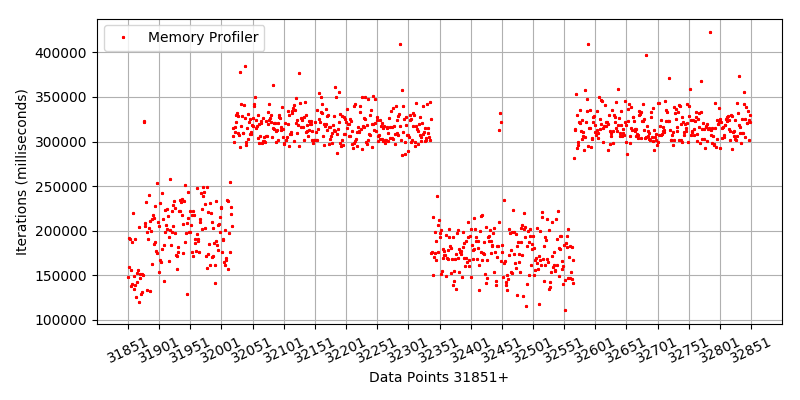 Memory Profiler
400000
350000
300000
250000
200000
150000
100000
Iterations (milliseconds)
31851 31901 31951 32001 32051 32101 32151 32201 32251 32301 32351 32401 32451 32501 32551 32601 32651 32701 32751 32801 32851
Data Points 31851+